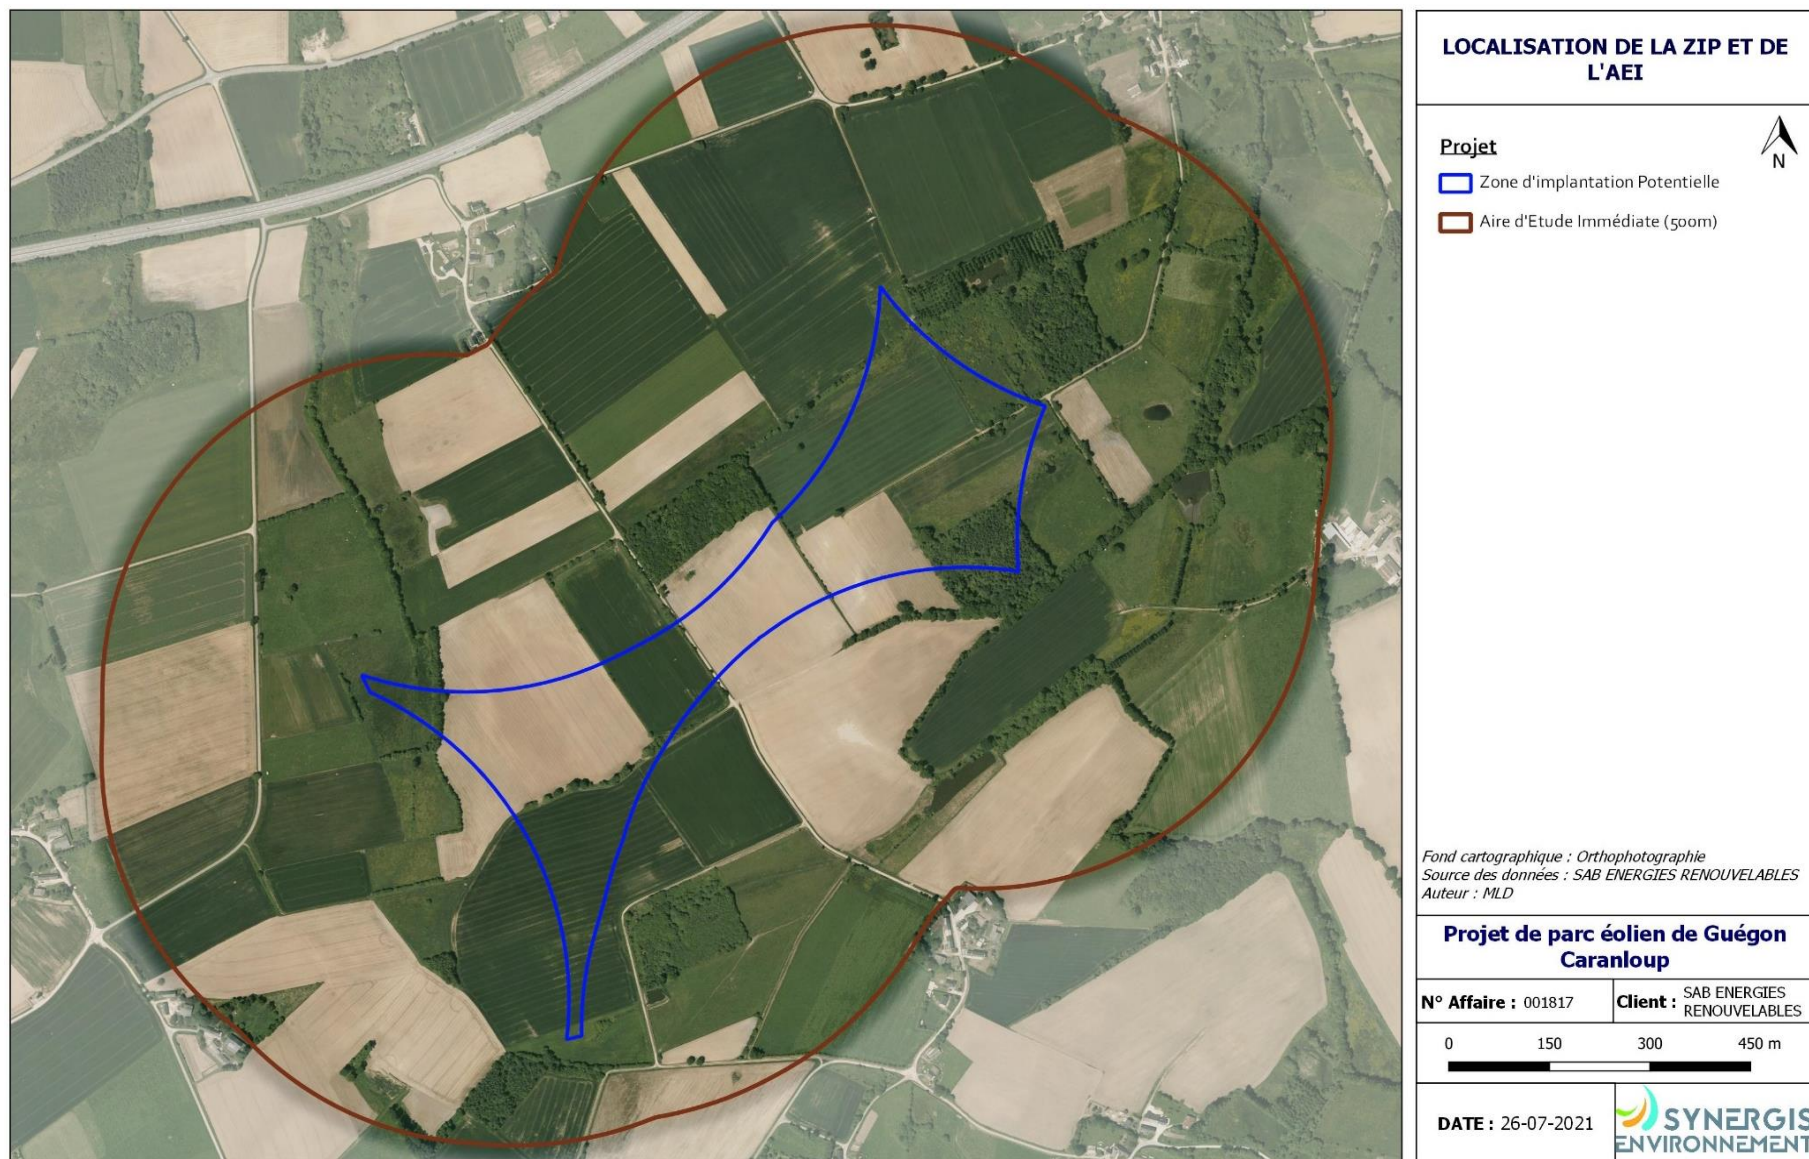 LOCALISATION DE LA ZIP ET DE
L'AEI
Projet
N
Zone d'implantation Potentielle
Aire d'Etude Immédiate (500m)
Fond cartographique : Orthophotographie
Source des données : SAB ENERGIES RENOUVELABLES
Auteur : MLD
Projet de parc éolien de Guégon
Caranloup
N° Affaire : 001817
Client : SAB ENERGIES
RENOUVELABLES
0 150 300 450 m
DATE : 26-07-2021
SYNERGIS
ENVIRONNEMENT